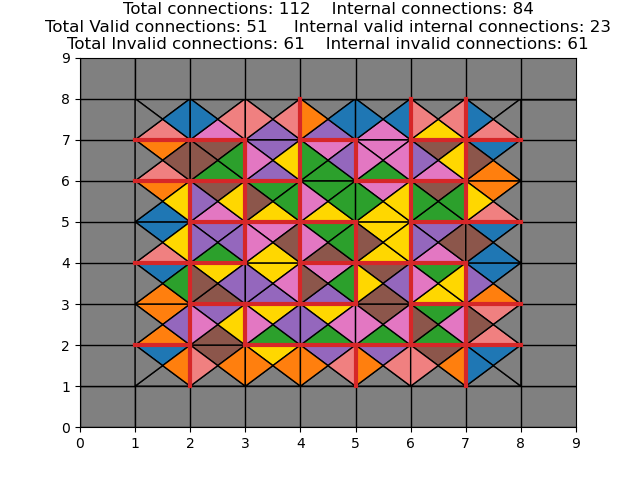 Total connections: 112    Internal connections: 84
Total Valid connections: 51    Internal valid internal connections: 23
Total Invalid connections: 61    Internal invalid connections: 61
9
8
7
6
5
4
3
2
1
0
0 1 2 3 4 5 6 7 8 9